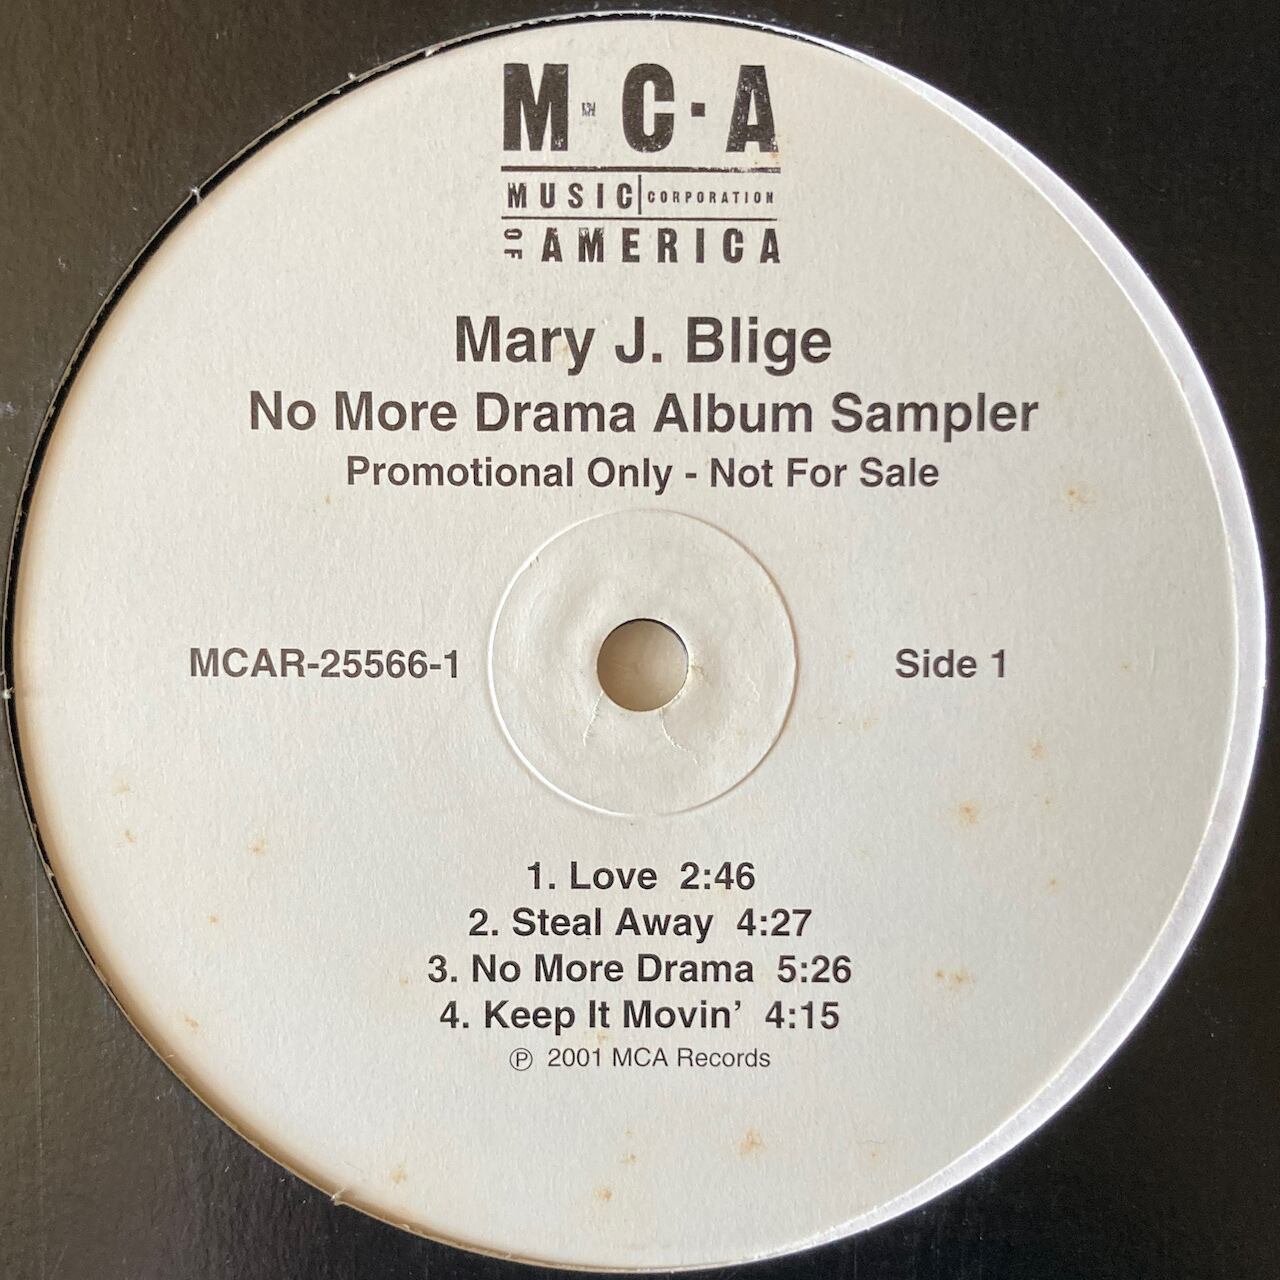 M·C·A
MUSIC CORPORATION
OF AMERICA
Mary J. Blige
No More Drama Album Sampler
Promotional Only - Not For Sale
MCAR-25566-1
Side 1
1. Love 2:46
2. Steal Away 4:27
3. No More Drama 5:26
4. Keep It Movin’ 4:15
℗ 2001 MCA Records